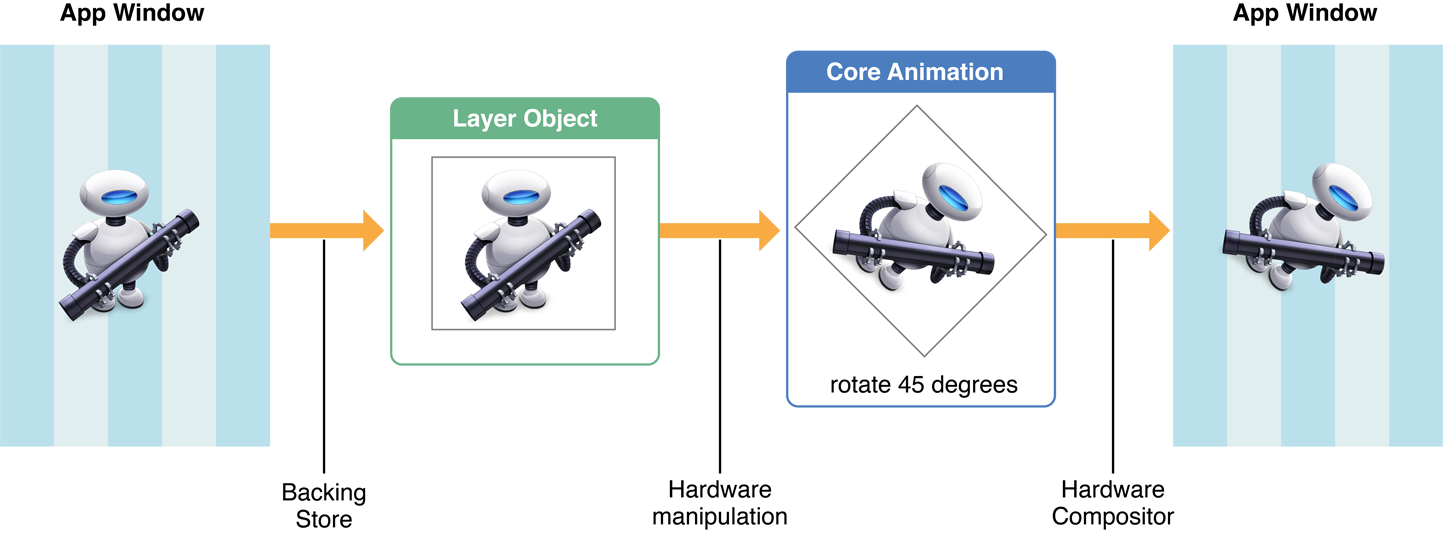 App Window
App Window
Core Animation
Layer Object
rotate 45 degrees
Backing
Store
Hardware
manipulation
Hardware
Compositor